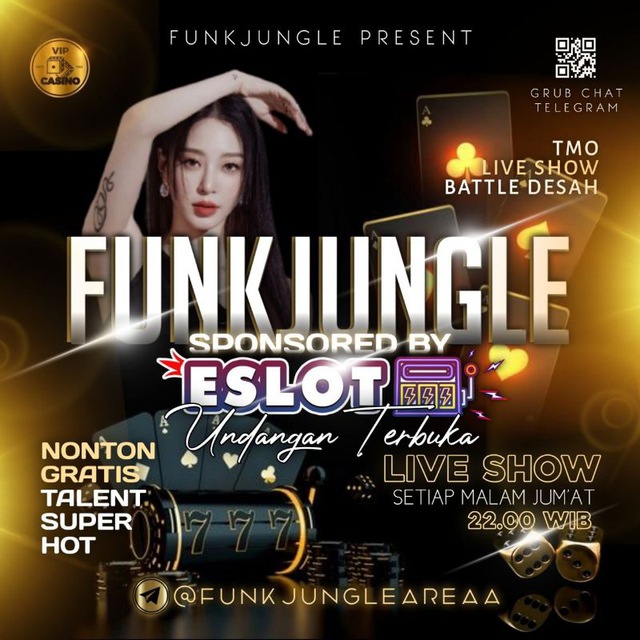 FUNKJUNGLE PRESENT
VIP
CASINO
GRUB CHAT
TELEGRAM
TMO
LIVE SHOW
BATTLE DESAH
A
FUNKJUNGLE
SPONSORED BY
ESLOT
Undangan Terbuka
NONTON
GRATIS
TALENT
SUPER
HOT
LIVE SHOW
SETIAP MALAM JUM'AT
22.00 WIB
777
@FUNKJUNGLEAREAA